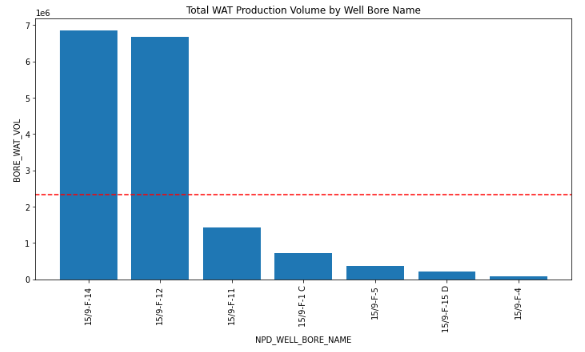 Total WAT Production Volume by Well Bore Name
1e6
7
6
5
4
3
2
1
0
BORE_WAT_VOL
15/9-F-14
15/9-F-12
15/9-F-11
15/9-F-1 C
15/9-F-5
15/9-F-15 D
15/9-F-4
NPD_WELL_BORE_NAME